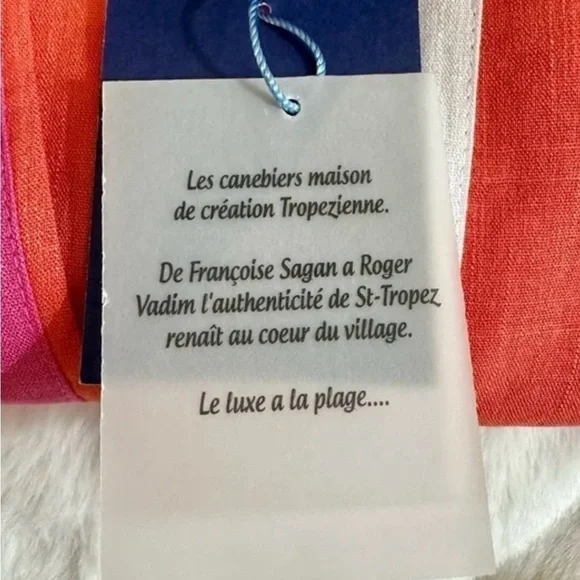 Les canebiers maison
de création Tropezienne.
De Françoise Sagan a Roger
Vadim l'authenticité de St-Tropez
renaît au coeur du village.
Le luxe a la plage....